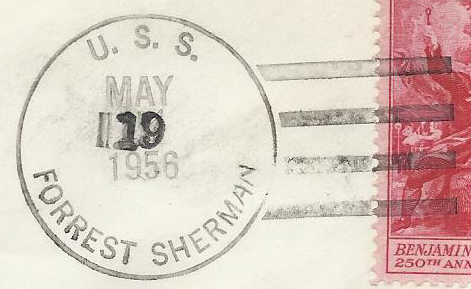 U. S. S.
MAY
19
1956
FORREST SHERMAN
BENJAMIN
250TH ANN